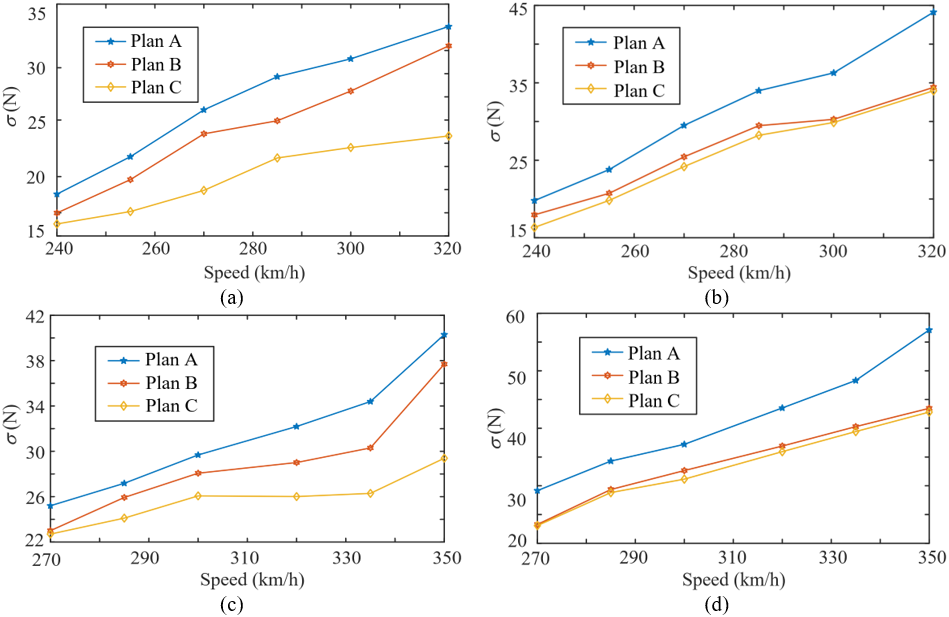 35
30
25
20
15
σ (N)
Plan A
Plan B
Plan C
240 260 280 300 320
Speed (km/h)
(a)
45
35
25
15
σ (N)
Plan A
Plan B
Plan C
240 260 280 300 320
Speed (km/h)
(b)
42
38
34
30
26
22
σ (N)
Plan A
Plan B
Plan C
270 290 310 330 350
Speed (km/h)
(c)
60
50
40
30
20
σ (N)
Plan A
Plan B
Plan C
270 290 310 330 350
Speed (km/h)
(d)